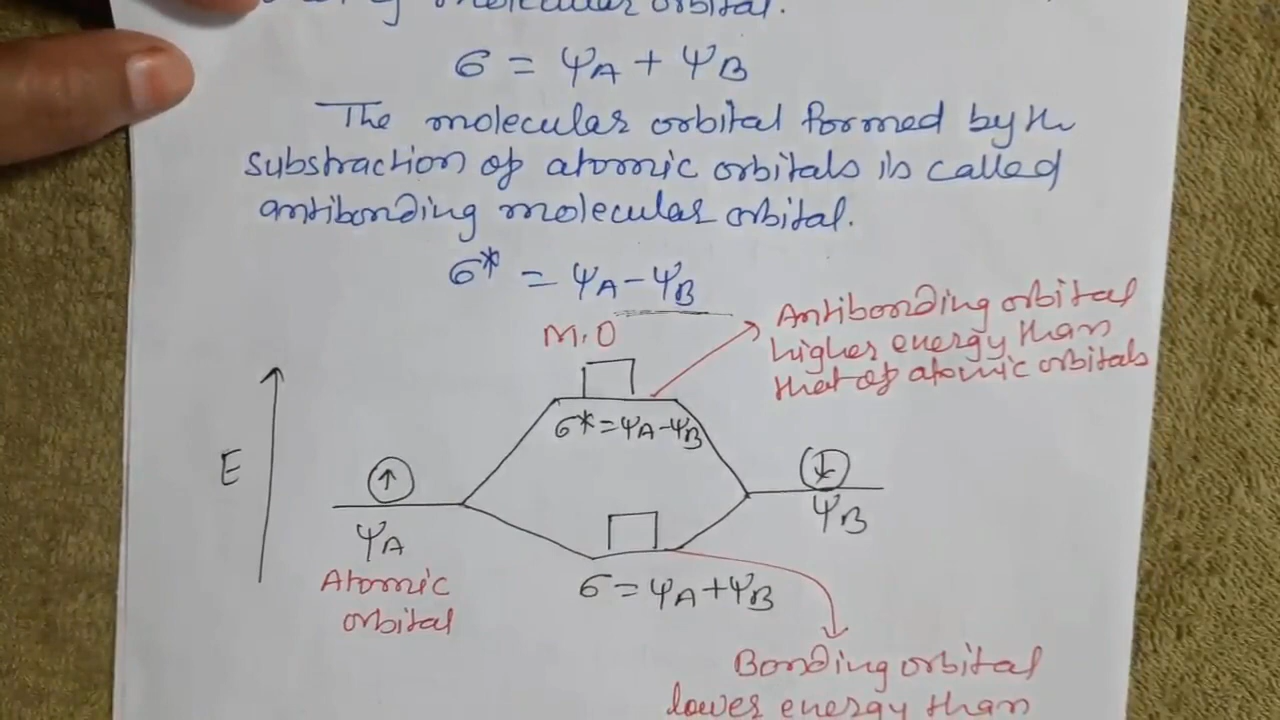 molecular orbital.
σ = ψA + ψB
The molecular orbital formed by the
substraction of atomic orbitals is called
antibonding molecular orbital.
σ* = ψA - ψB
M.O
Antibonding orbital
higher energy than
that of atomic orbitals
σ* = ψA - ψB
E
↑
↓
ψA
ψB
Atomic
orbital
σ = ψA + ψB
Bonding orbital
lower energy than